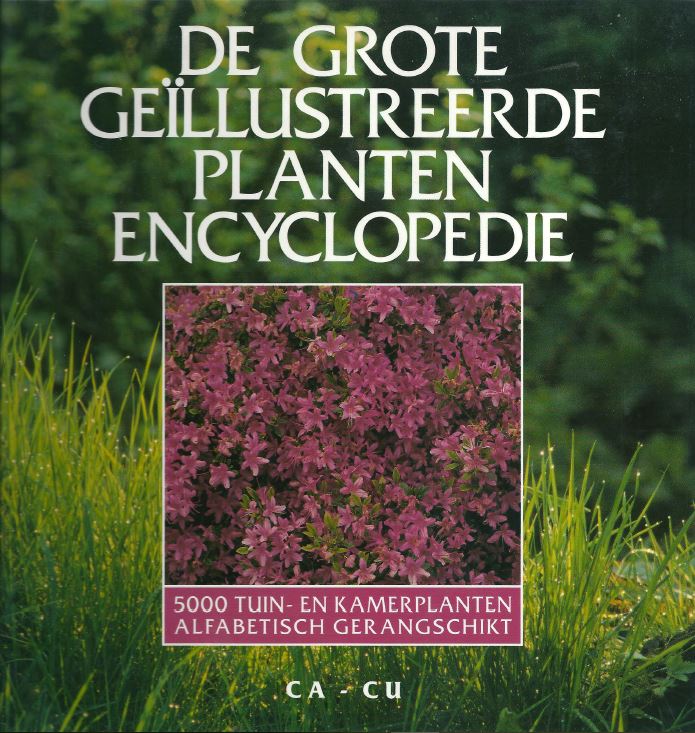 DE GROTE
GEÏLLUSTREERDE
PLANTEN
ENCYCLOPEDIE
5000 TUIN- EN KAMERPLANTEN
ALFABETISCH GERANGSCHIKT
CA - CU